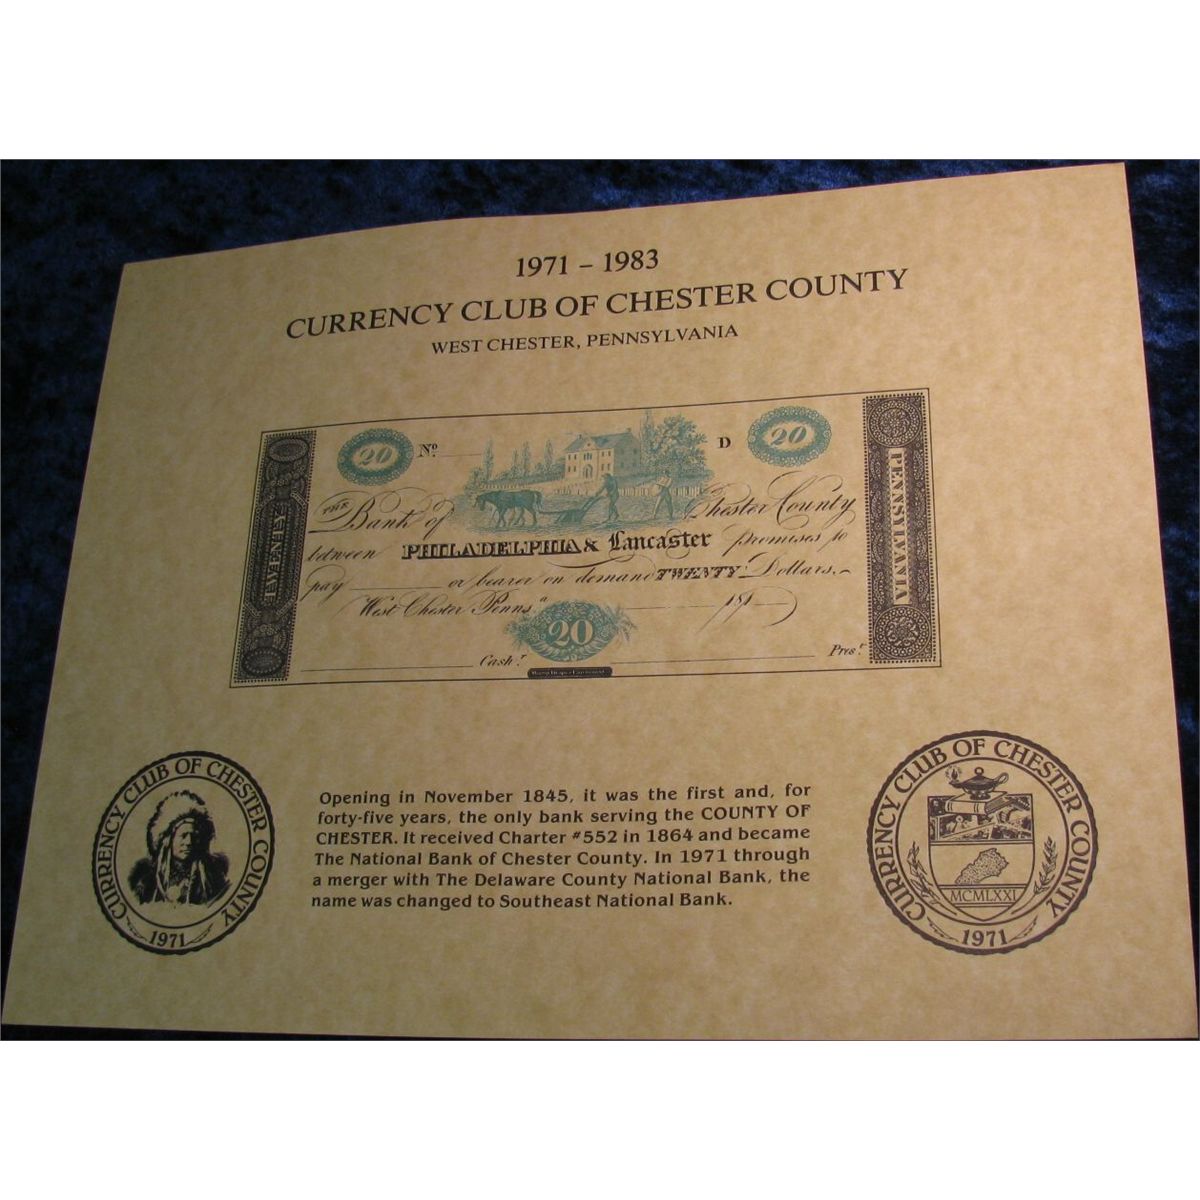 1971 – 1983
CURRENCY CLUB OF CHESTER COUNTY
WEST CHESTER, PENNSYLVANIA
TWENTY
20
No.
D
20
PENNSYLVANIA
THE Bank of Chester County
between PHILADELPHIA & Lancaster promises to
pay or bearer on demand TWENTY Dollars.
West Chester Penns.a 181
20
Cash.r
Pres.t
CURRENCY CLUB OF CHESTER COUNTY
1971
Opening in November 1845, it was the first and, for
forty-five years, the only bank serving the COUNTY OF
CHESTER. It received Charter #552 in 1864 and became
The National Bank of Chester County. In 1971 through
a merger with The Delaware County National Bank, the
name was changed to Southeast National Bank.
CURRENCY CLUB OF CHESTER COUNTY
MCMLXXI
1971